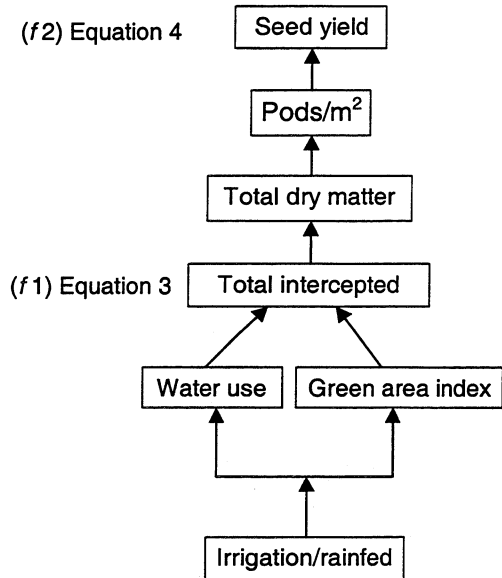 (f2) Equation 4 Seed yield
Pods/m²
Total dry matter
(f1) Equation 3 Total intercepted
Water use Green area index
Irrigation/rainfed